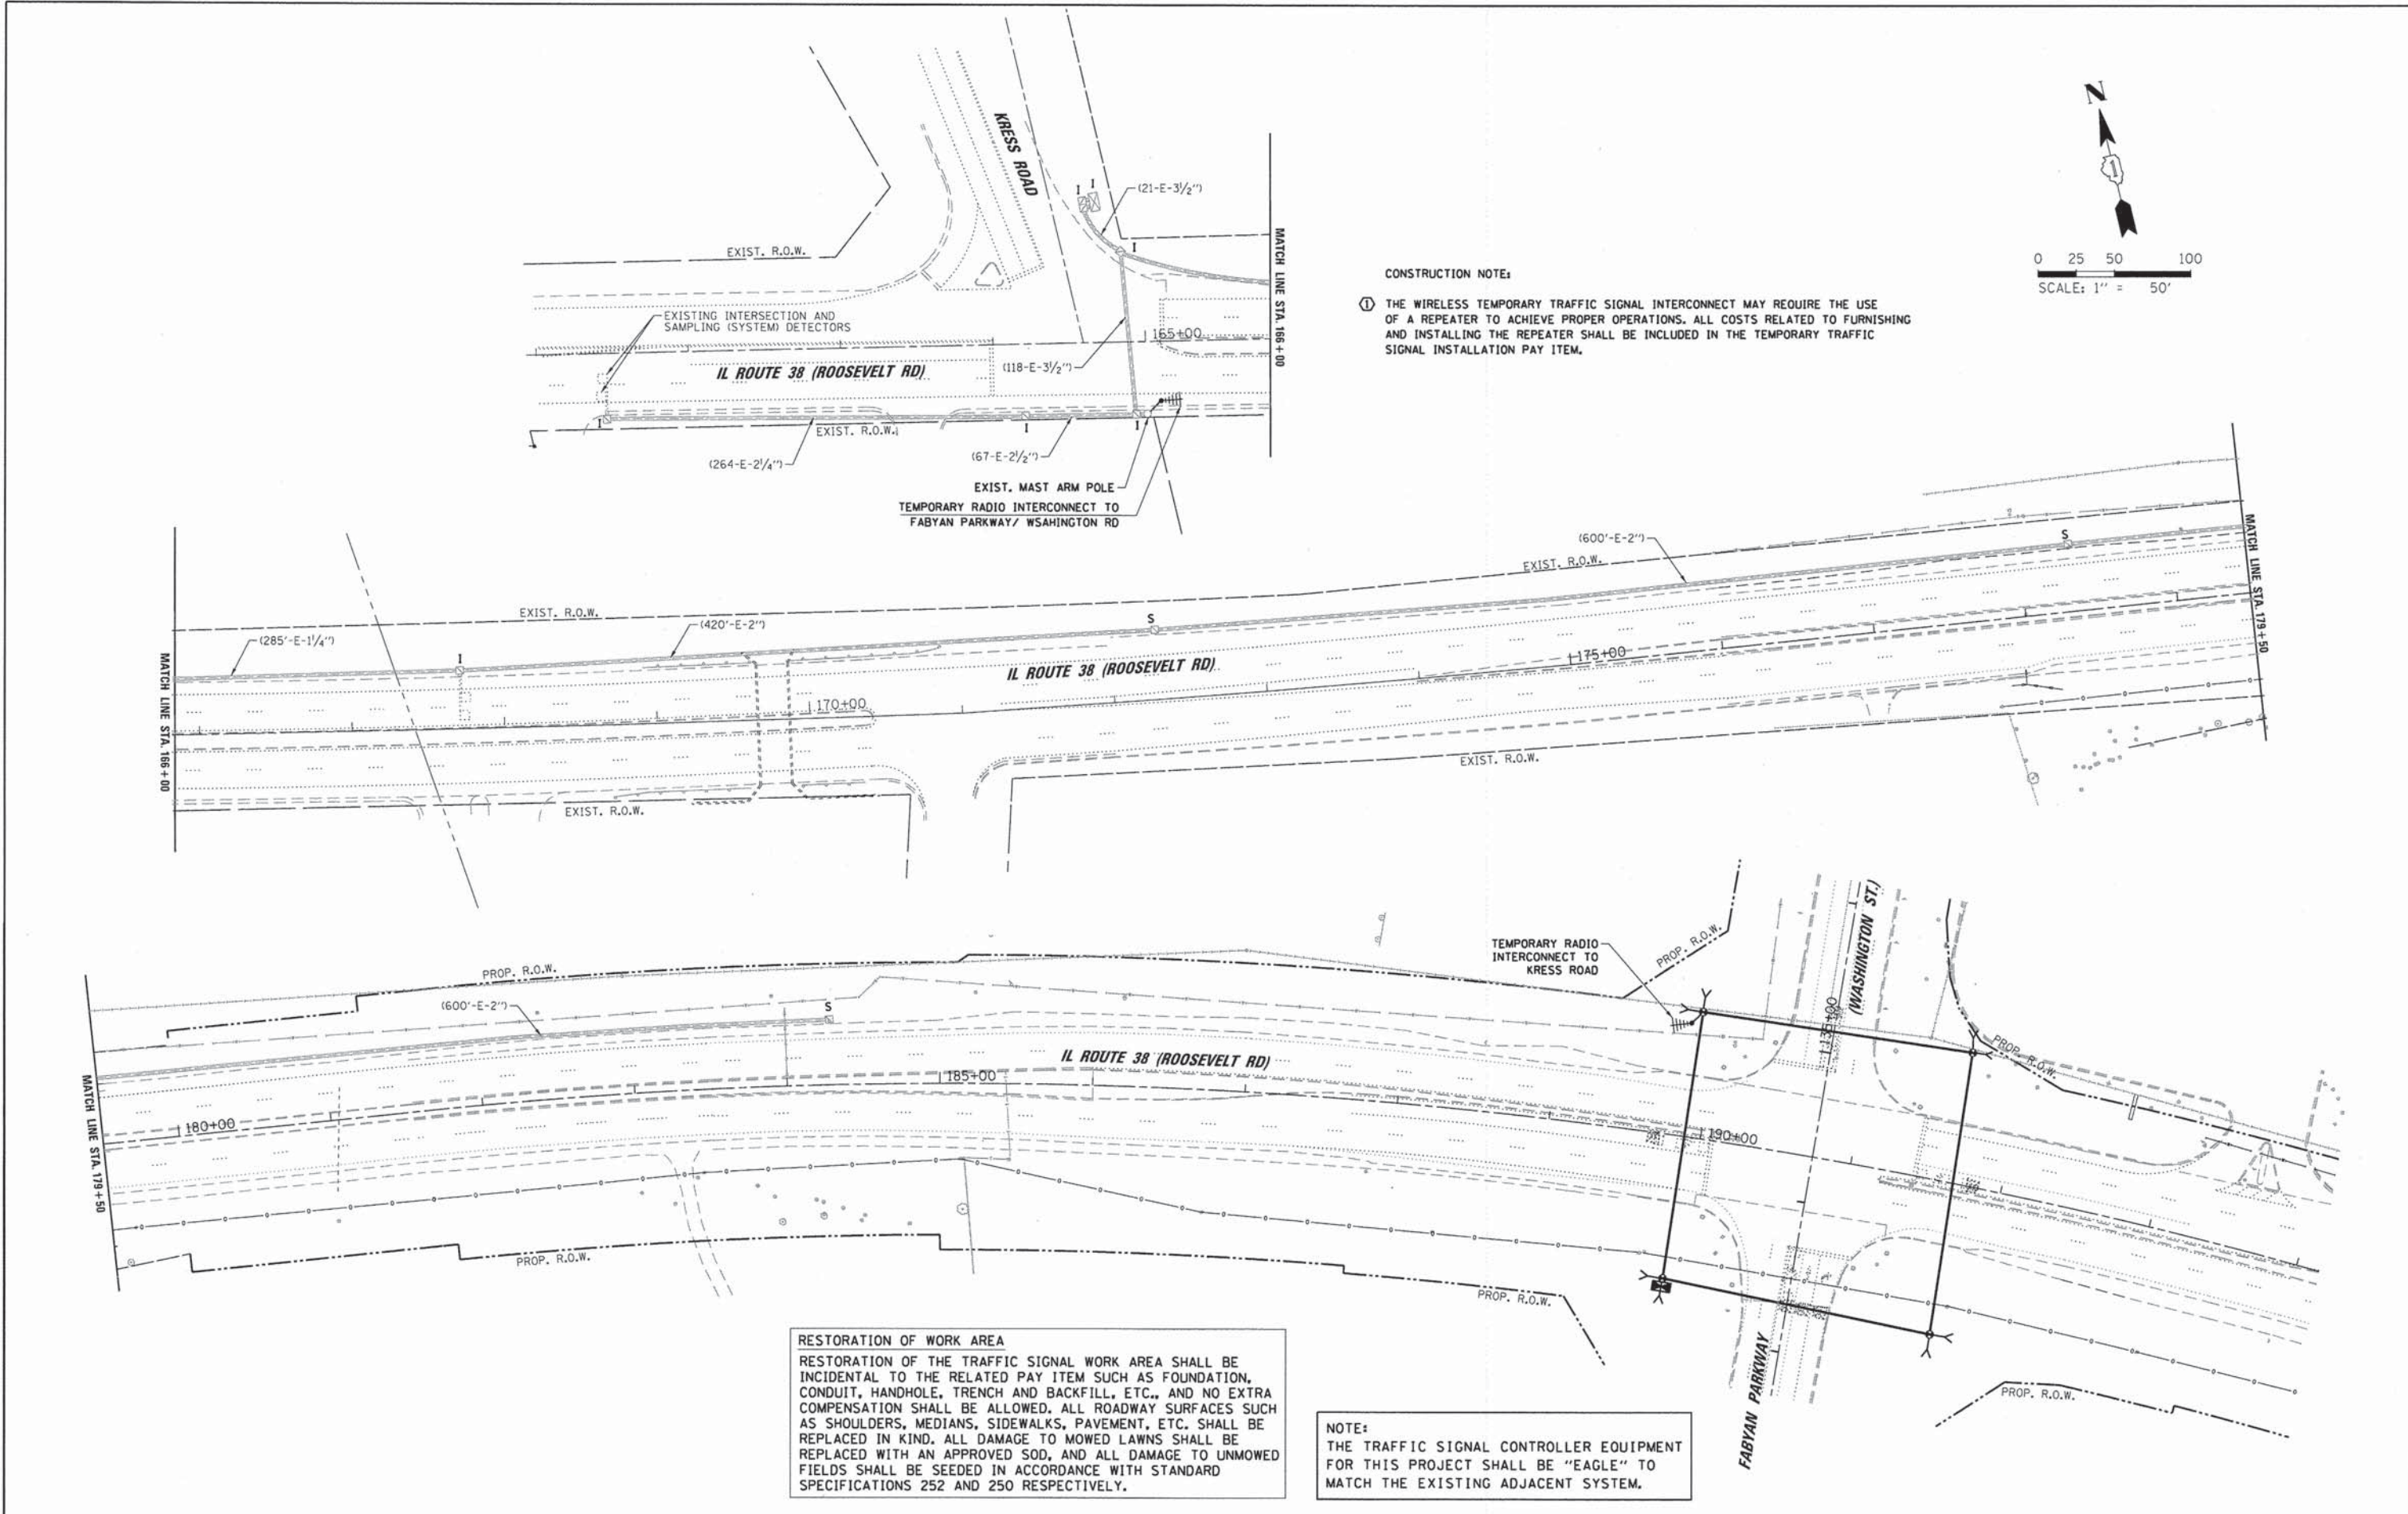 KRESS ROAD
(21-E-3½")
I
I
I
EXIST. R.O.W.
EXISTING INTERSECTION AND
SAMPLING (SYSTEM) DETECTORS
165+00
(118-E-3½")
IL ROUTE 38 (ROOSEVELT RD)
I
EXIST. R.O.W.
I
I
(264-E-2¼")
(67-E-2½")
EXIST. MAST ARM POLE
TEMPORARY RADIO INTERCONNECT TO
FABYAN PARKWAY/ WSAHINGTON RD
MATCH LINE STA. 166+00
N
1
0 25 50 100
SCALE: 1" = 50'
CONSTRUCTION NOTE:
1 THE WIRELESS TEMPORARY TRAFFIC SIGNAL INTERCONNECT MAY REQUIRE THE USE
OF A REPEATER TO ACHIEVE PROPER OPERATIONS. ALL COSTS RELATED TO FURNISHING
AND INSTALLING THE REPEATER SHALL BE INCLUDED IN THE TEMPORARY TRAFFIC
SIGNAL INSTALLATION PAY ITEM.
MATCH LINE STA. 166+00
(285'-E-1¼")
EXIST. R.O.W.
I
(420'-E-2")
S
(600'-E-2")
EXIST. R.O.W.
S
170+00
IL ROUTE 38 (ROOSEVELT RD)
175+00
EXIST. R.O.W.
EXIST. R.O.W.
MATCH LINE STA. 179+50
MATCH LINE STA. 179+50
PROP. R.O.W.
(600'-E-2")
S
180+00
185+00
IL ROUTE 38 (ROOSEVELT RD)
190+00
TEMPORARY RADIO
INTERCONNECT TO
KRESS ROAD
PROP. R.O.W.
135+00
(WASHINGTON ST.)
PROP. R.O.W.
PROP. R.O.W.
PROP. R.O.W.
FABYAN PARKWAY
PROP. R.O.W.
RESTORATION OF WORK AREA
RESTORATION OF THE TRAFFIC SIGNAL WORK AREA SHALL BE
INCIDENTAL TO THE RELATED PAY ITEM SUCH AS FOUNDATION,
CONDUIT, HANDHOLE, TRENCH AND BACKFILL, ETC., AND NO EXTRA
COMPENSATION SHALL BE ALLOWED. ALL ROADWAY SURFACES SUCH
AS SHOULDERS, MEDIANS, SIDEWALKS, PAVEMENT, ETC. SHALL BE
REPLACED IN KIND. ALL DAMAGE TO MOWED LAWNS SHALL BE
REPLACED WITH AN APPROVED SOD, AND ALL DAMAGE TO UNMOWED
FIELDS SHALL BE SEEDED IN ACCORDANCE WITH STANDARD
SPECIFICATIONS 252 AND 250 RESPECTIVELY.
NOTE:
THE TRAFFIC SIGNAL CONTROLLER EQUIPMENT
FOR THIS PROJECT SHALL BE "EAGLE" TO
MATCH THE EXISTING ADJACENT SYSTEM.